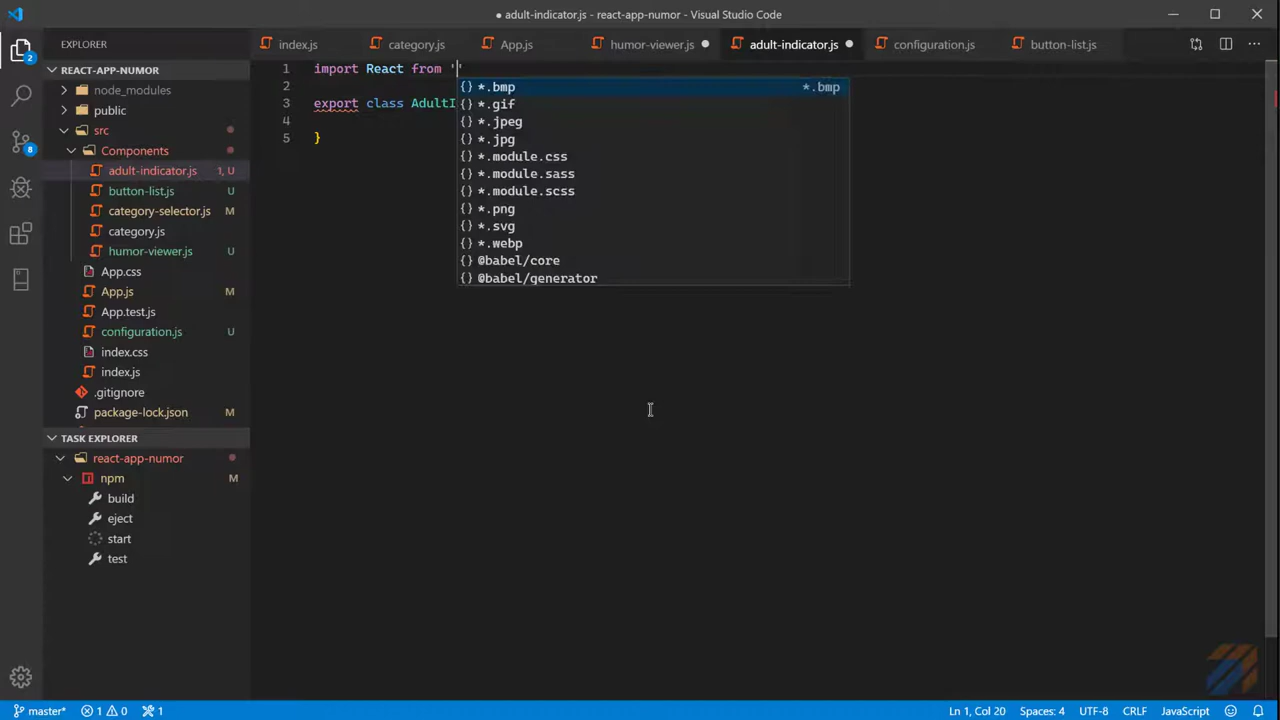 ● adult-indicator.js - react-app-numor - Visual Studio Code
EXPLORER
2
8
REACT-APP-NUMOR
node_modules
public
src
Components
adult-indicator.js 1, U
button-list.js U
category-selector.js M
category.js
humor-viewer.js U
App.css
App.js M
App.test.js
configuration.js U
index.css
index.js
.gitignore
package-lock.json M
TASK EXPLORER
react-app-numor
npm M
build
eject
start
test
index.js category.js App.js humor-viewer.js ● adult-indicator.js ● configuration.js button-list.js
1 import React from ''
2
3 export class AdultI
4
5 }
{} *.bmp *.bmp
{} *.gif
{} *.jpeg
{} *.jpg
{} *.module.css
{} *.module.sass
{} *.module.scss
{} *.png
{} *.svg
{} *.webp
{} @babel/core
{} @babel/generator
master* 1 0 1 Ln 1, Col 20 Spaces: 4 UTF-8 CRLF JavaScript